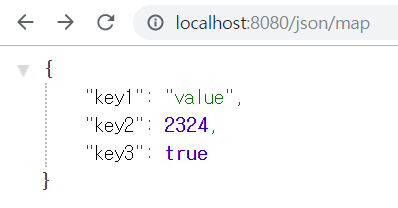 localhost:8080/json/map
{
"key1": "value",
"key2": 2324,
"key3": true
}